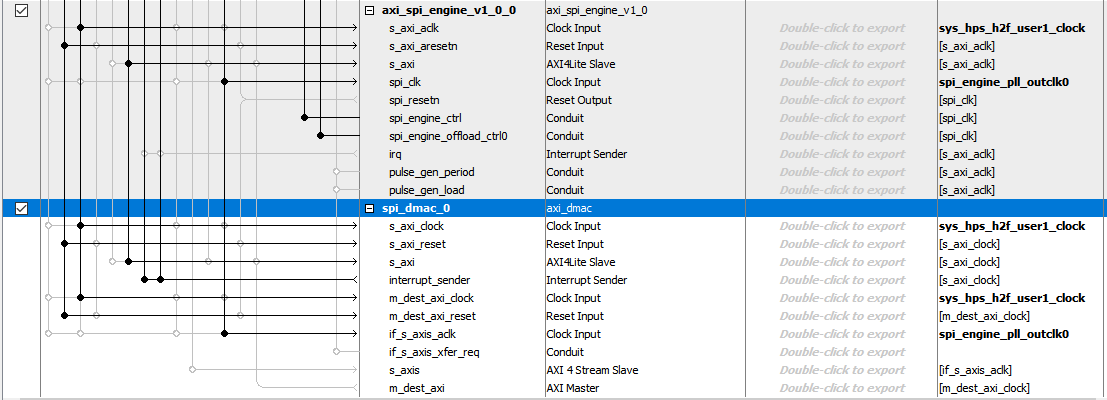 axi_spi_engine_v1_0_0 axi_spi_engine_v1_0
s_axi_aclk Clock Input Double-click to export sys_hps_h2f_user1_clock
s_axi_aresetn Reset Input Double-click to export [s_axi_aclk]
s_axi AXI4Lite Slave Double-click to export [s_axi_aclk]
spi_clk Clock Input Double-click to export spi_engine_pll_outclk0
spi_resetn Reset Output Double-click to export [spi_clk]
spi_engine_ctrl Conduit Double-click to export [spi_clk]
spi_engine_offload_ctrl0 Conduit Double-click to export [spi_clk]
irq Interrupt Sender Double-click to export [s_axi_aclk]
pulse_gen_period Conduit Double-click to export [s_axi_aclk]
pulse_gen_load Conduit Double-click to export [s_axi_aclk]
spi_dmac_0 axi_dmac
s_axi_clock Clock Input Double-click to export sys_hps_h2f_user1_clock
s_axi_reset Reset Input Double-click to export [s_axi_clock]
s_axi AXI4Lite Slave Double-click to export [s_axi_clock]
interrupt_sender Interrupt Sender Double-click to export [s_axi_clock]
m_dest_axi_clock Clock Input Double-click to export sys_hps_h2f_user1_clock
m_dest_axi_reset Reset Input Double-click to export [m_dest_axi_clock]
if_s_axis_aclk Clock Input Double-click to export spi_engine_pll_outclk0
if_s_axis_xfer_req Conduit Double-click to export
s_axis AXI 4 Stream Slave Double-click to export [if_s_axis_aclk]
m_dest_axi AXI Master Double-click to export [m_dest_axi_clock]